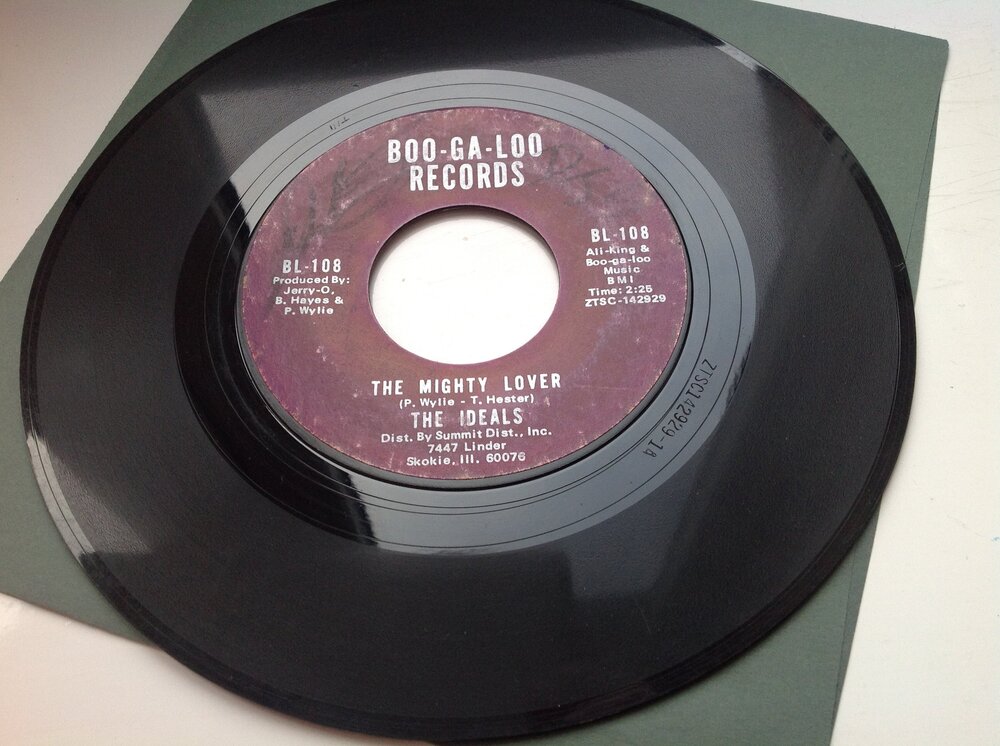 BOO-GA-LOO
RECORDS
BL-108
Produced By:
Jerry-O,
B. Hayes &
P. Wylie
BL-108
Ali-King &
Boo-ga-loo
Music
BMI
Time: 2:25
ZTSC-142929
THE MIGHTY LOVER
(P. Wylie - T. Hester)
THE IDEALS
Dist. By Summit Dist., Inc.
7447 Linder
Skokie, Ill. 60076
ZTSC142929-1A